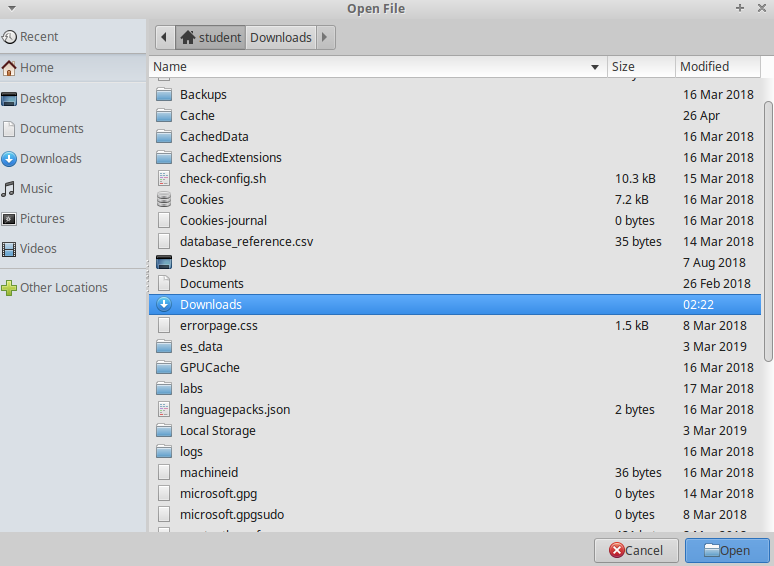 Open File
Recent
Home
Desktop
Documents
Downloads
Music
Pictures
Videos
Other Locations
student Downloads
Name Size Modified
Backups 16 Mar 2018
Cache 26 Apr
CachedData 16 Mar 2018
CachedExtensions 16 Mar 2018
check-config.sh 10.3 kB 15 Mar 2018
Cookies 7.2 kB 16 Mar 2018
Cookies-journal 0 bytes 16 Mar 2018
database_reference.csv 35 bytes 14 Mar 2018
Desktop 7 Aug 2018
Documents 26 Feb 2018
Downloads 02:22
errorpage.css 1.5 kB 8 Mar 2018
es_data 3 Mar 2019
GPUCache 16 Mar 2018
labs 17 Mar 2018
languagepacks.json 2 bytes 16 Mar 2018
Local Storage 3 Mar 2019
logs 16 Mar 2018
machineid 36 bytes 16 Mar 2018
microsoft.gpg 0 bytes 14 Mar 2018
microsoft.gpgsudo 0 bytes 8 Mar 2018
Cancel Open